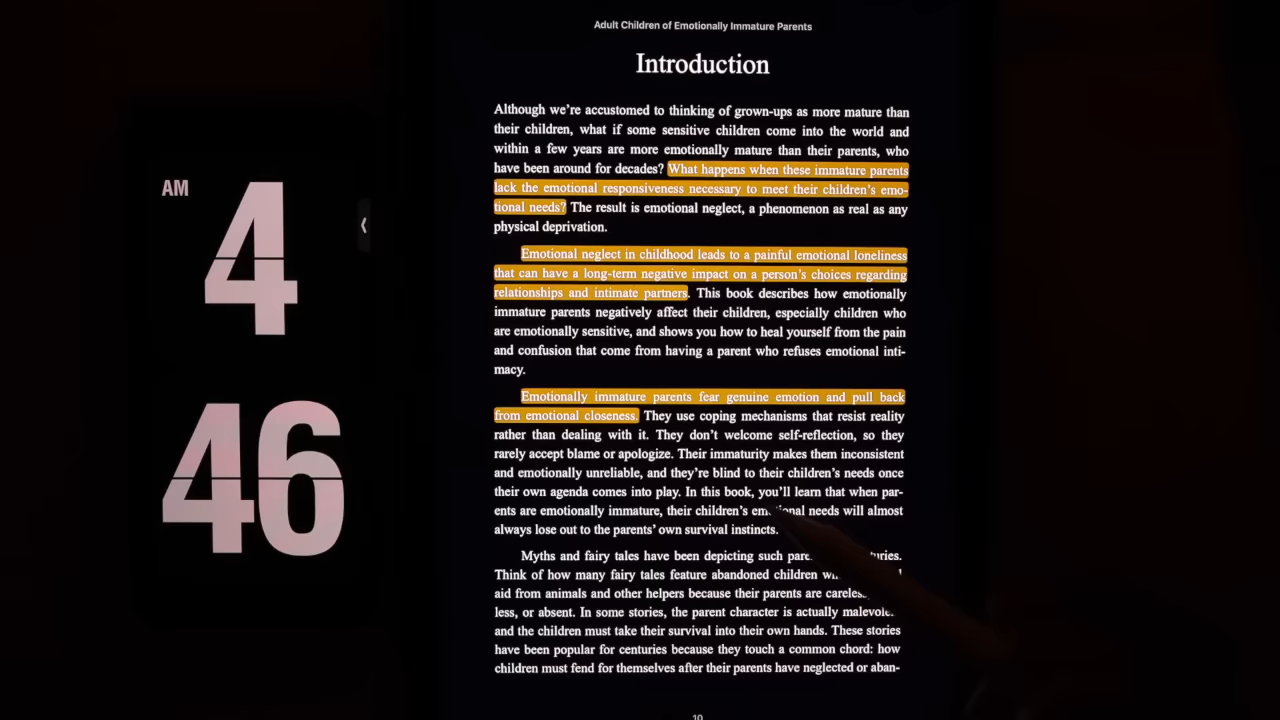 AM
4
46
Adult Children of Emotionally Immature Parents
Introduction
Although we're accustomed to thinking of grown-ups as more mature than
their children, what if some sensitive children come into the world and
within a few years are more emotionally mature than their parents, who
have been around for decades? What happens when these immature parents
lack the emotional responsiveness necessary to meet their children's emo-
tional needs? The result is emotional neglect, a phenomenon as real as any
physical deprivation.
Emotional neglect in childhood leads to a painful emotional loneliness
that can have a long-term negative impact on a person's choices regarding
relationships and intimate partners. This book describes how emotionally
immature parents negatively affect their children, especially children who
are emotionally sensitive, and shows you how to heal yourself from the pain
and confusion that come from having a parent who refuses emotional inti-
macy.
Emotionally immature parents fear genuine emotion and pull back
from emotional closeness. They use coping mechanisms that resist reality
rather than dealing with it. They don't welcome self-reflection, so they
rarely accept blame or apologize. Their immaturity makes them inconsistent
and emotionally unreliable, and they're blind to their children's needs once
their own agenda comes into play. In this book, you'll learn that when par-
ents are emotionally immature, their children's emotional needs will almost
always lose out to the parents' own survival instincts.
Myths and fairy tales have been depicting such
Think of how many fairy tales feature abandoned children
aid from animals and other helpers because their parents are careless,
less, or absent. In some stories, the parent character is actually malevolent
and the children must take their survival into their own hands. These stories
have been popular for centuries because they touch a common chord: how
children must fend for themselves after their parents have neglected or aban-
10